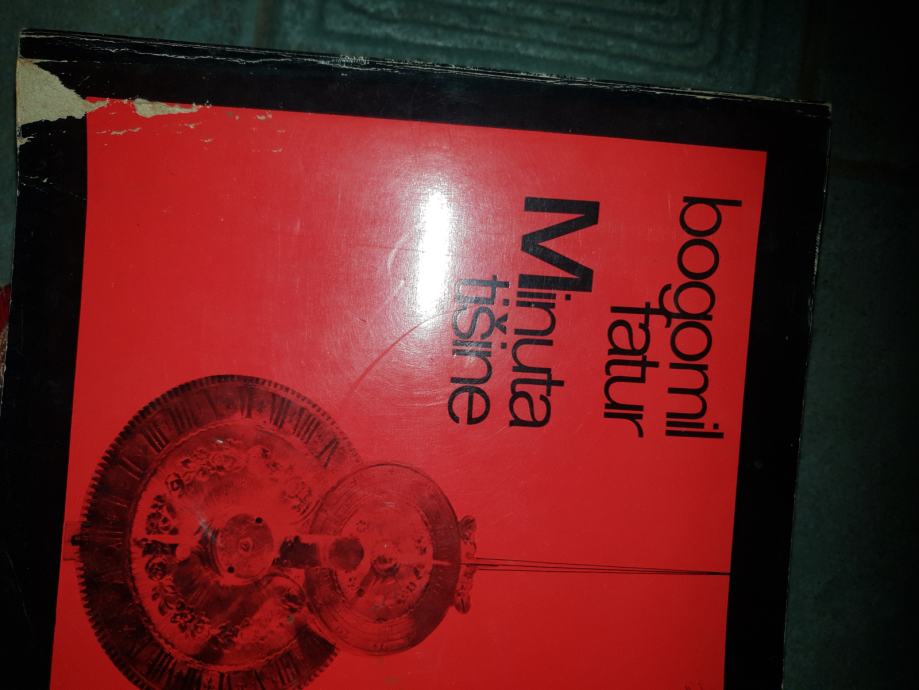 bogomil
fatur
Minuta
tišine